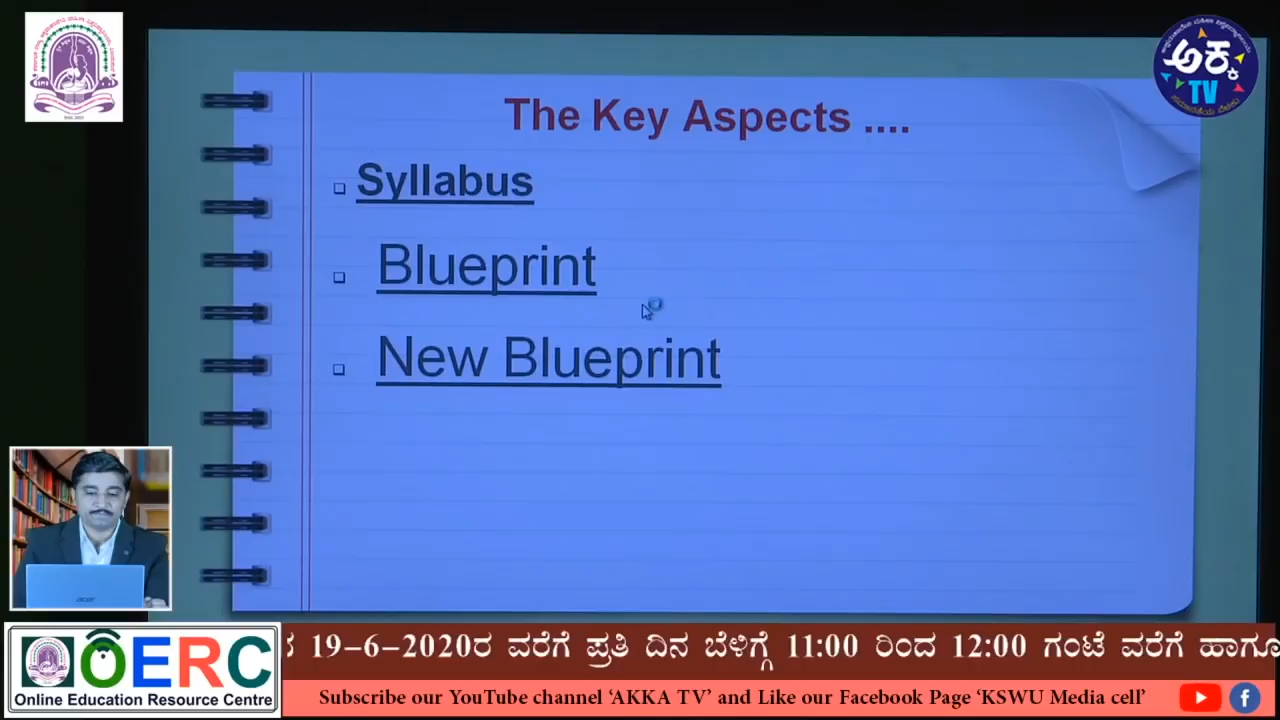 ಅಕ್ಕ
TV
The Key Aspects ....
Syllabus
Blueprint
New Blueprint
acer
OERC
Online Education Resource Centre
19-6-2020ರ ವರೆಗೆ ಪ್ರತಿ ದಿನ ಬೆಳಿಗ್ಗೆ 11:00 ರಿಂದ 12:00 ಗಂಟೆ ವರೆಗೆ ಹಾಗೂ
Subscribe our YouTube channel ‘AKKA TV’ and Like our Facebook Page ‘KSWU Media cell’